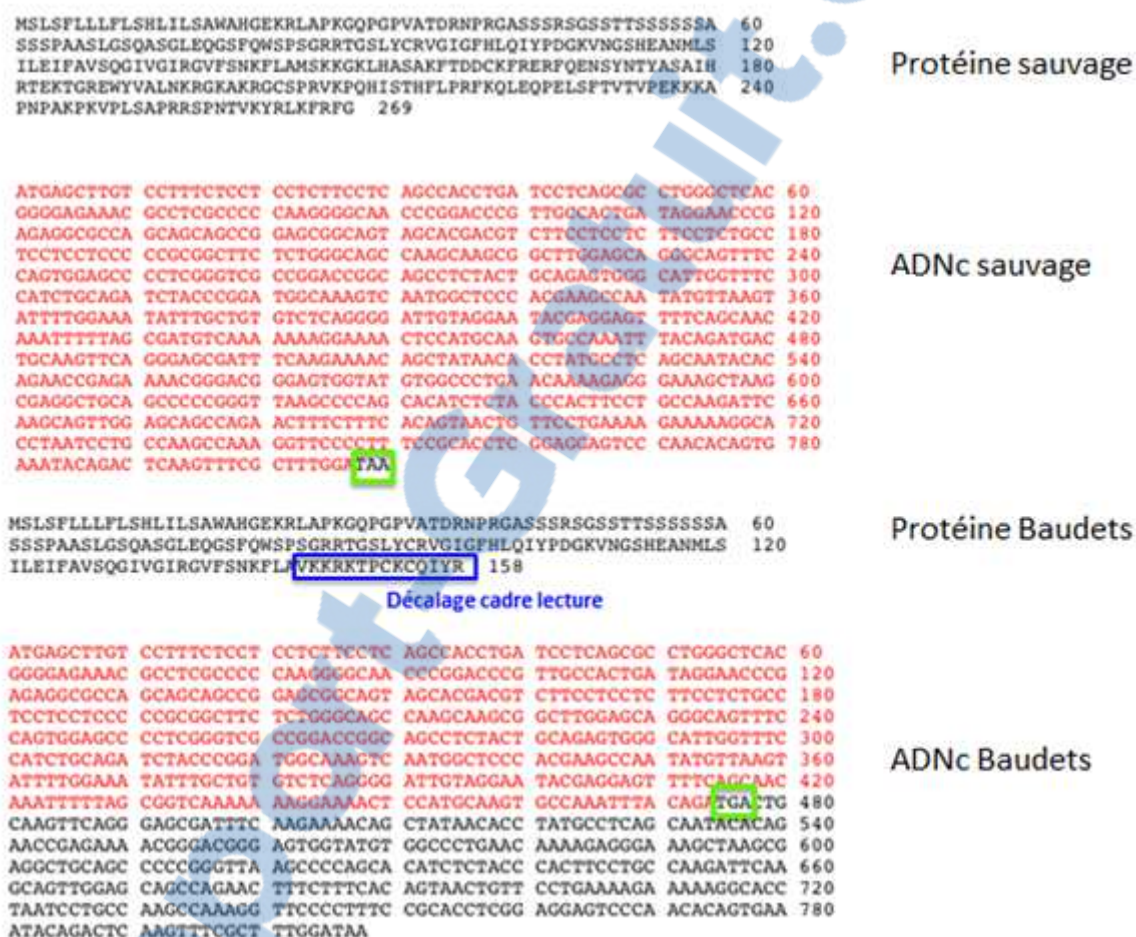 MSLSFLLLFLSHLILSAWAHGEKRLAPKGQPGPVATDRNPRGASSSRSGSSTTSSSSSSA 60
SSSPAASLGSQASGLEQGSFQWSPSGRRTGSLYCRVGIGFHLQIYPDGKVNGSHEANMLS 120
ILEIFAVSQGIVGIRGVFSNKFLAMSKKGKLHASAKFTDDCKFRERFQENSYNTYASAIH 180
RTEKTGREWYVALNKRGKAKRGCSPRVKPQHISTHFLPRFKQLEQPELSFTVTVPEKKKA 240
PNPAKPKVPLSAPRRSPNTVKYRLKFRFG 269
Protéine sauvage
ATGAGCTTGT CCTTTCTCCT CCTCTTCCTC AGCCACCTGA TCCTCAGCGC CTGGGCTCAC 60
GGGGAGAAAC GCCTCGCCCC CAAGGGGCAA CCCGGACCCG TTGCCACTGA TAGGAACCCG 120
AGAGGCGCCA GCAGCAGCCG GAGCGGCAGT AGCACGACGT CTTCCTCCTC TTCCTCTGCC 180
TCCTCCTCCC CCGCGGCTTC TCTGGGCAGC CAAGCAAGCG GCTTGGAGCA GGGCAGTTTC 240
CAGTGGAGCC CCTCGGGTCG CCGGACCGGC AGCCTCTACT GCAGAGTGGG CATTGGTTTC 300
CATCTGCAGA TCTACCCGGA TGGCAAAGTC AATGGCTCCC ACGAAGCCAA TATGTTAAGT 360
ATTTTGGAAA TATTTGCTGT GTCTCAGGGG ATTGTAGGAA TACGAGGAGT TTTCAGCAAC 420
AAATTTTTAG CGATGTCAAA AAAAGGAAAA CTCCATGCAA GTGCCAAATT TACAGATGAC 480
TGCAAGTTCA GGGAGCGATT TCAAGAAAAC AGCTATAACA CCTATGCCTC AGCAATACAC 540
AGAACCGAGA AAACGGGACG GGAGTGGTAT GTGGCCCTGA ACAAAAGAGG GAAAGCTAAG 600
CGAGGCTGCA GCCCCCGGGT TAAGCCCCAG CACATCTCTA CCCACTTCCT GCCAAGATTC 660
AAGCAGTTGG AGCAGCCAGA ACTTTCTTTC ACAGTAACTG TTCCTGAAAA GAAAAAGGCA 720
CCTAATCCTG CCAAGCCAAA GGTTCCCCTT TCCGCACCTC GGAGGAGTCC CAACACAGTG 780
AAATACAGAC TCAAGTTTCG CTTTGGATAA
ADNc sauvage
MSLSFLLLFLSHLILSAWAHGEKRLAPKGQPGPVATDRNPRGASSSRSGSSTTSSSSSSA 60
SSSPAASLGSQASGLEQGSFQWSPSGRRTGSLYCRVGIGFHLQIYPDGKVNGSHEANMLS 120
ILEIFAVSQGIVGIRGVFSNKFLAVKKRKTPCKCQIYR 158
Protéine Baudets
Décalage cadre lecture
ATGAGCTTGT CCTTTCTCCT CCTCTTCCTC AGCCACCTGA TCCTCAGCGC CTGGGCTCAC 60
GGGGAGAAAC GCCTCGCCCC CAAGGGGCAA CCCGGACCCG TTGCCACTGA TAGGAACCCG 120
AGAGGCGCCA GCAGCAGCCG GAGCGGCAGT AGCACGACGT CTTCCTCCTC TTCCTCTGCC 180
TCCTCCTCCC CCGCGGCTTC TCTGGGCAGC CAAGCAAGCG GCTTGGAGCA GGGCAGTTTC 240
CAGTGGAGCC CCTCGGGTCG CCGGACCGGC AGCCTCTACT GCAGAGTGGG CATTGGTTTC 300
CATCTGCAGA TCTACCCGGA TGGCAAAGTC AATGGCTCCC ACGAAGCCAA TATGTTAAGT 360
ATTTTGGAAA TATTTGCTGT GTCTCAGGGG ATTGTAGGAA TACGAGGAGT TTTCAGCAAC 420
AAATTTTTAG CGGTCAAAAA AAGGAAAACT CCATGCAAGT GCCAAATTTA CAGATGACTG 480
CAAGTTCAGG GAGCGATTTC AAGAAAACAG CTATAACACC TATGCCTCAG CAATACACAG 540
AACCGAGAAA ACGGGACGGG AGTGGTATGT GGCCCTGAAC AAAAGAGGGA AAGCTAAGCG 600
AGGCTGCAGC CCCCGGGTTA AGCCCCAGCA CATCTCTACC CACTTCCTGC CAAGATTCAA 660
GCAGTTGGAG CAGCCAGAAC TTTCTTTCAC AGTAACTGTT CCTGAAAAGA AAAAGGCACC 720
TAATCCTGCC AAGCCAAAGG TTCCCCTTTC CGCACCTCGG AGGAGTCCCA ACACAGTGAA 780
ATACAGACTC AAGTTTCGCT TTGGATAA
ADNc Baudets